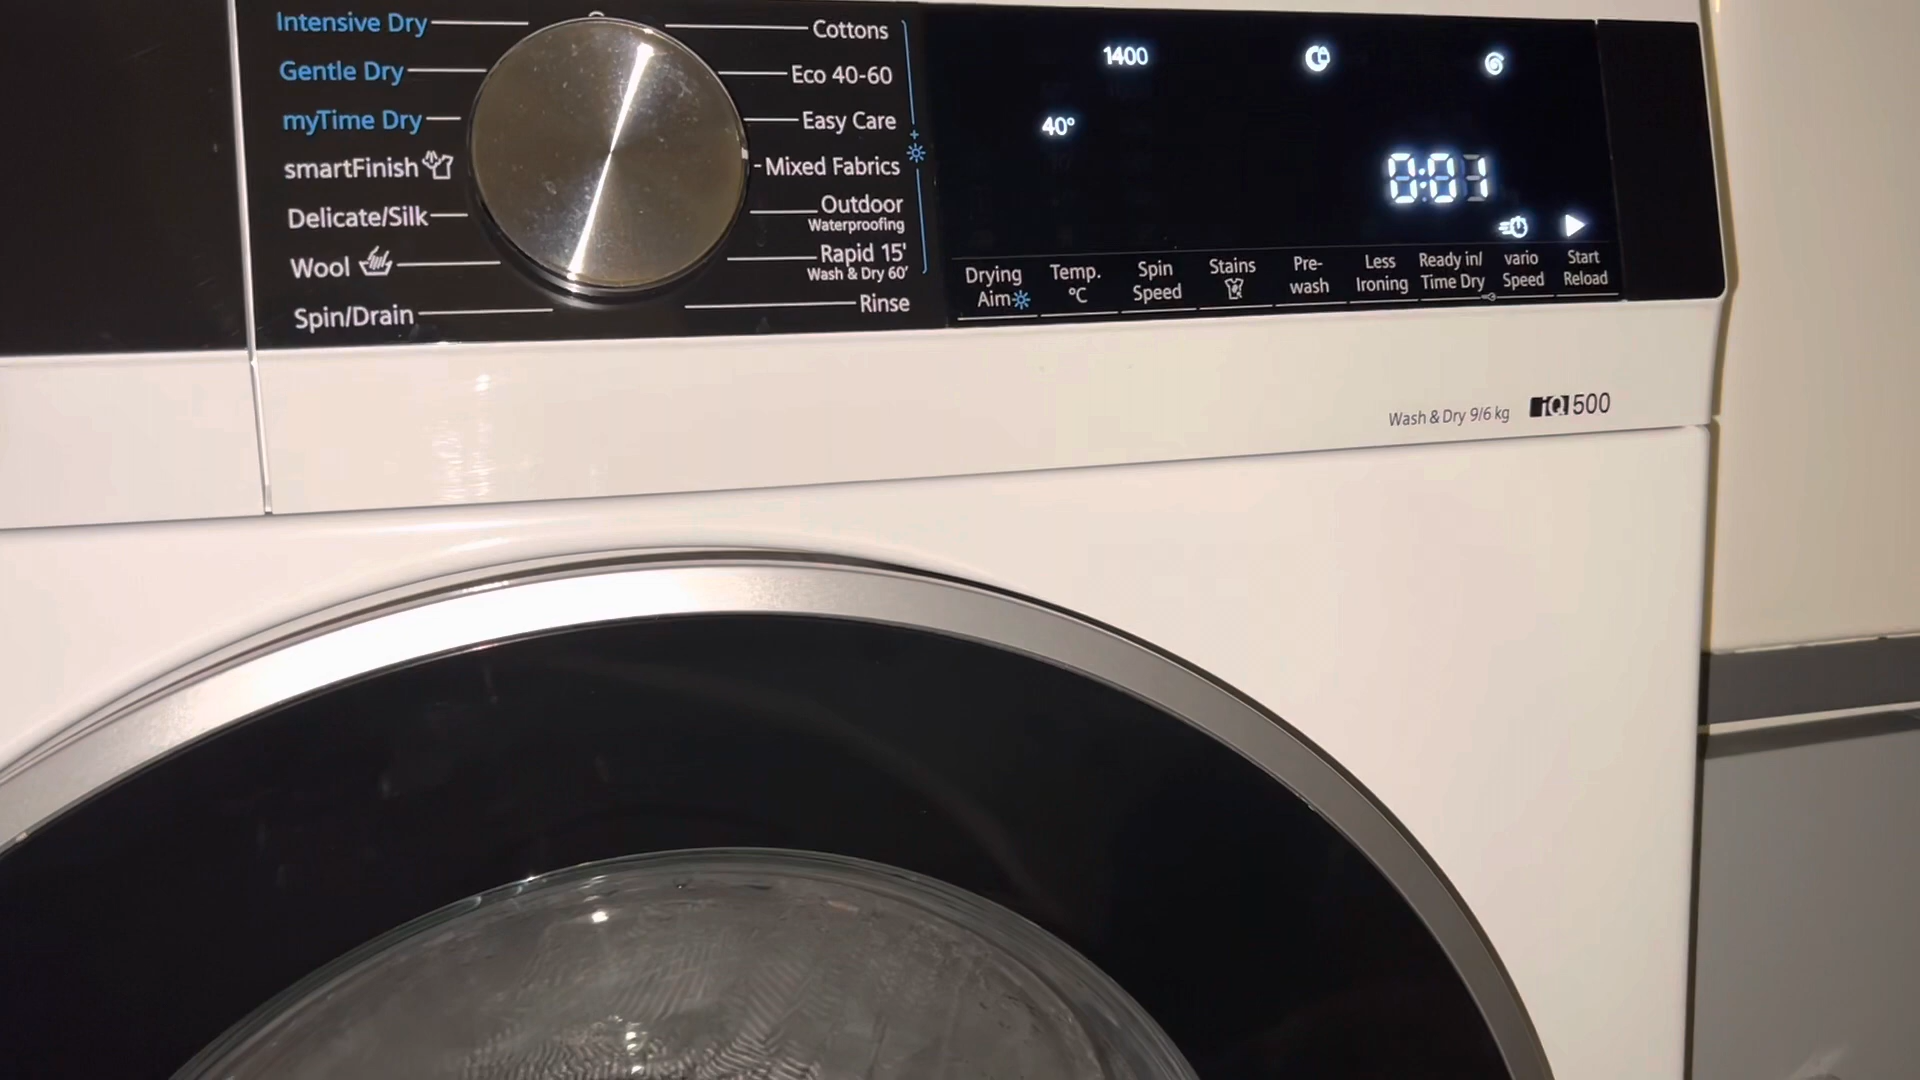 Intensive Dry
Gentle Dry
myTime Dry
smartFinish
Delicate/Silk
Wool
Spin/Drain
Cottons
Eco 40-60
Easy Care
Mixed Fabrics
Outdoor
Waterproofing
Rapid 15'
Wash & Dry 60'
Rinse
1400
40°
0:01
Drying
Aim
Temp.
°C
Spin
Speed
Stains
Pre-
wash
Less
Ironing
Ready in/
Time Dry
vario
Speed
Start
Reload
Wash & Dry 9/6 kg
iQ500